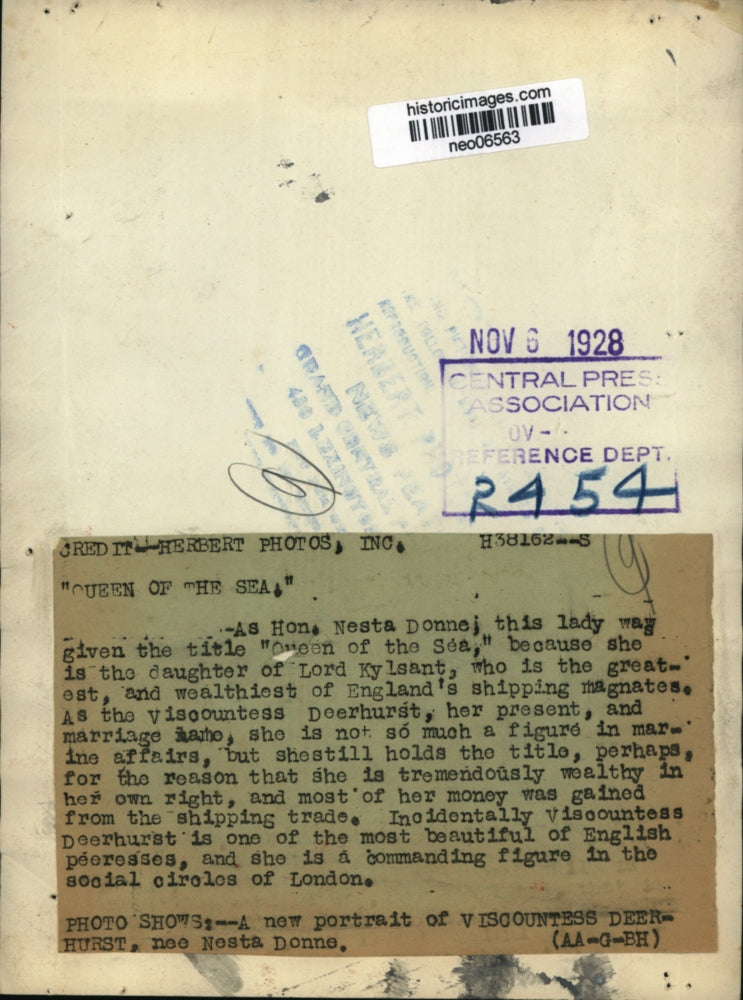 historicimages.com
neo06563
NOV 6 1928
CENTRAL PRESS
ASSOCIATION
REFERENCE DEPT.
R454
HERBERT
NEWS
GRAND CENTRAL
CREDIT--HERBERT PHOTOS, INC. H38162--S
"QUEEN OF THE SEA,"
--As Hon. Nesta Donne, this lady was
given the title "Queen of the Sea," because she
is the daughter of Lord Kylsant, who is the great-
est, and wealthiest of England's shipping magnates.
As the Viscountess Deerhurst, her present, and
marriage name, she is not so much a figure in mar-
ine affairs, but shestill holds the title, perhaps,
for the reason that she is tremendously wealthy in
her own right, and most of her money was gained
from the shipping trade. Incidentally Viscountess
Deerhurst is one of the most beautiful of English
peeresses, and she is a commanding figure in the
social circles of London.
PHOTO SHOWS:--A new portrait of VISCOUNTESS DEER-
HURST, nee Nesta Donne. (AA-G-BH)